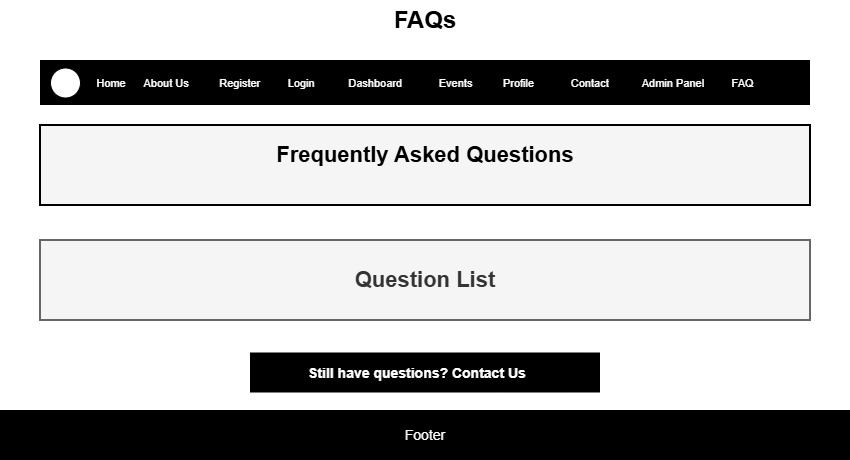 FAQs
Home About Us Register Login Dashboard Events Profile Contact Admin Panel FAQ
Frequently Asked Questions
Question List
Still have questions? Contact Us
Footer